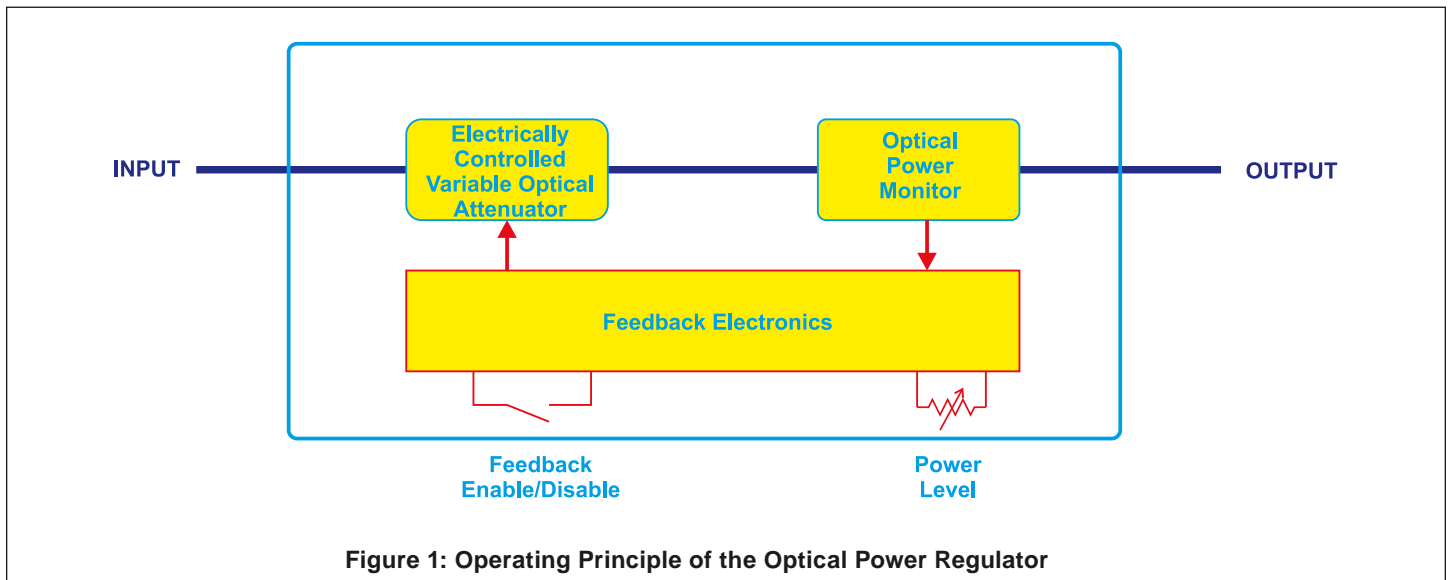 INPUT
Electrically
Controlled
Variable Optical
Attenuator
Optical
Power
Monitor
OUTPUT
Feedback Electronics
Feedback
Enable/Disable
Power
Level
Figure 1: Operating Principle of the Optical Power Regulator